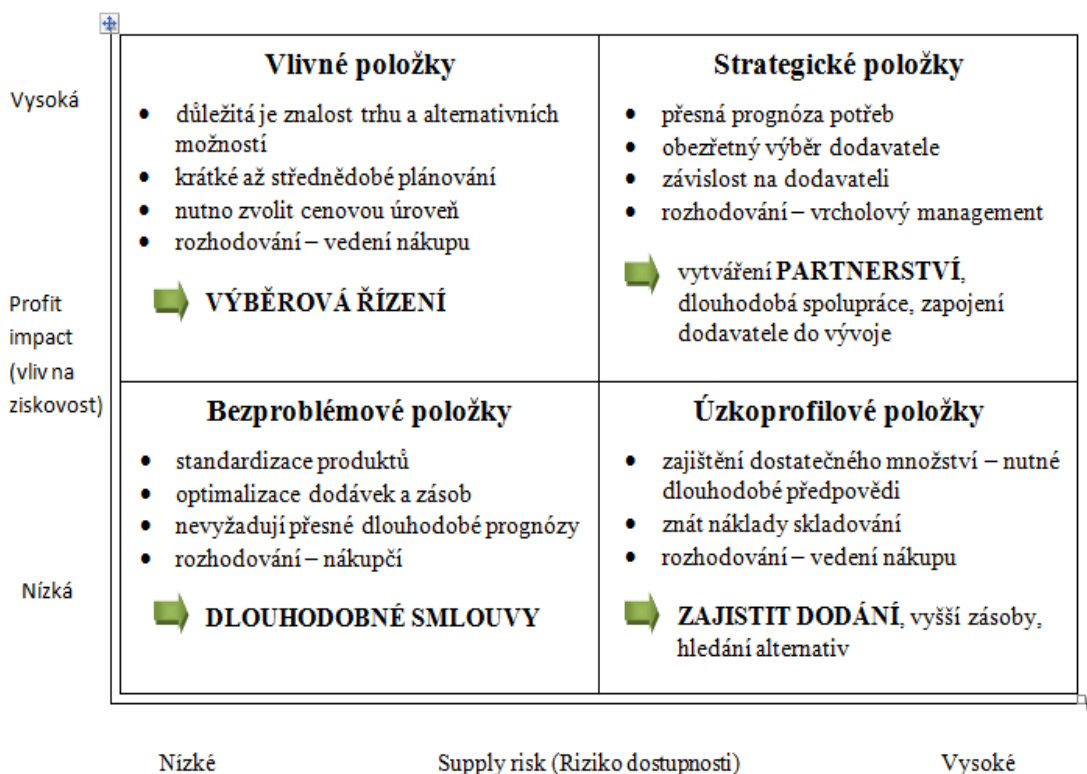 Vysoká
Profit
impact
(vliv na
ziskovost)
Nízká
Vlivné položky
důležitá je znalost trhu a alternativních
možností
krátké až střednědobé plánování
nutno zvolit cenovou úroveň
rozhodování – vedení nákupu
VÝBĚROVÁ ŘÍZENÍ
Strategické položky
přesná prognóza potřeb
obezřetný výběr dodavatele
závislost na dodavateli
rozhodování – vrcholový management
vytváření PARTNERSTVÍ,
dlouhodobá spolupráce, zapojení
dodavatele do vývoje
Bezproblémové položky
standardizace produktů
optimalizace dodávek a zásob
nevyžadují přesné dlouhodobé prognózy
rozhodování – nákupčí
DLOUHODOBNÉ SMLOUVY
Úzkoprofilové položky
zajištění dostatečného množství – nutné
dlouhodobé předpovědi
znát náklady skladování
rozhodování – vedení nákupu
ZAJISTIT DODÁNÍ, vyšší zásoby,
hledání alternativ
Nízké
Supply risk (Riziko dostupnosti)
Vysoké